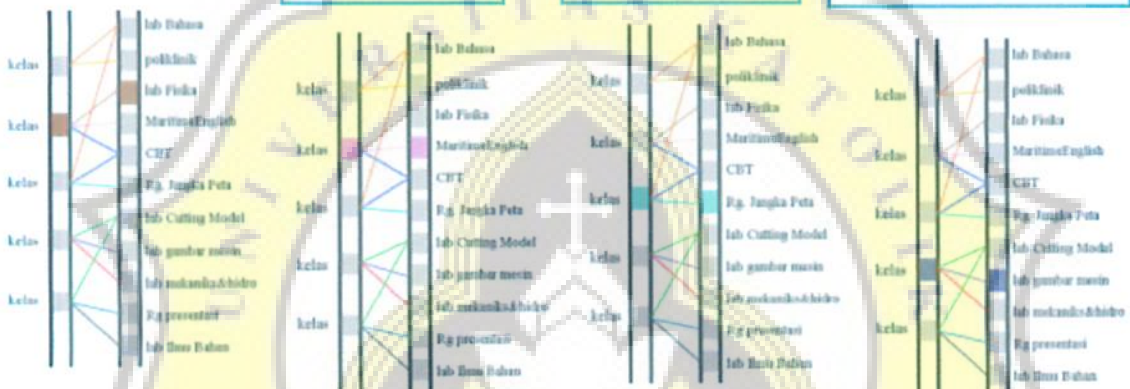 lab Bahasa
poliklinik
kelas
lab Fisika
MaritimeEnglish
kelas
CBT
kelas
Rg. Jangka Peta
lab Cutting Model
kelas
lab gambar mesin
lab mekanika&hidro
kelas
Rg presentasi
lab Ilmu Bahan
lab Bahasa
poliklinik
kelas
lab Fisika
MaritimeEnglish
kelas
CBT
kelas
Rg. Jangka Peta
lab Cutting Model
kelas
lab gambar mesin
lab mekanika&hidro
kelas
Rg presentasi
lab Ilmu Bahan
lab Bahasa
poliklinik
kelas
lab Fisika
MaritimeEnglish
kelas
CBT
kelas
Rg. Jangka Peta
lab Cutting Model
kelas
lab gambar mesin
lab mekanika&hidro
kelas
Rg presentasi
lab Ilmu Bahan
lab Bahasa
poliklinik
kelas
lab Fisika
MaritimeEnglish
kelas
CBT
kelas
Rg. Jangka Peta
lab Cutting Model
kelas
lab gambar mesin
lab mekanika&hidro
kelas
Rg presentasi
lab Ilmu Bahan
UNIVERSITAS KATOLIK